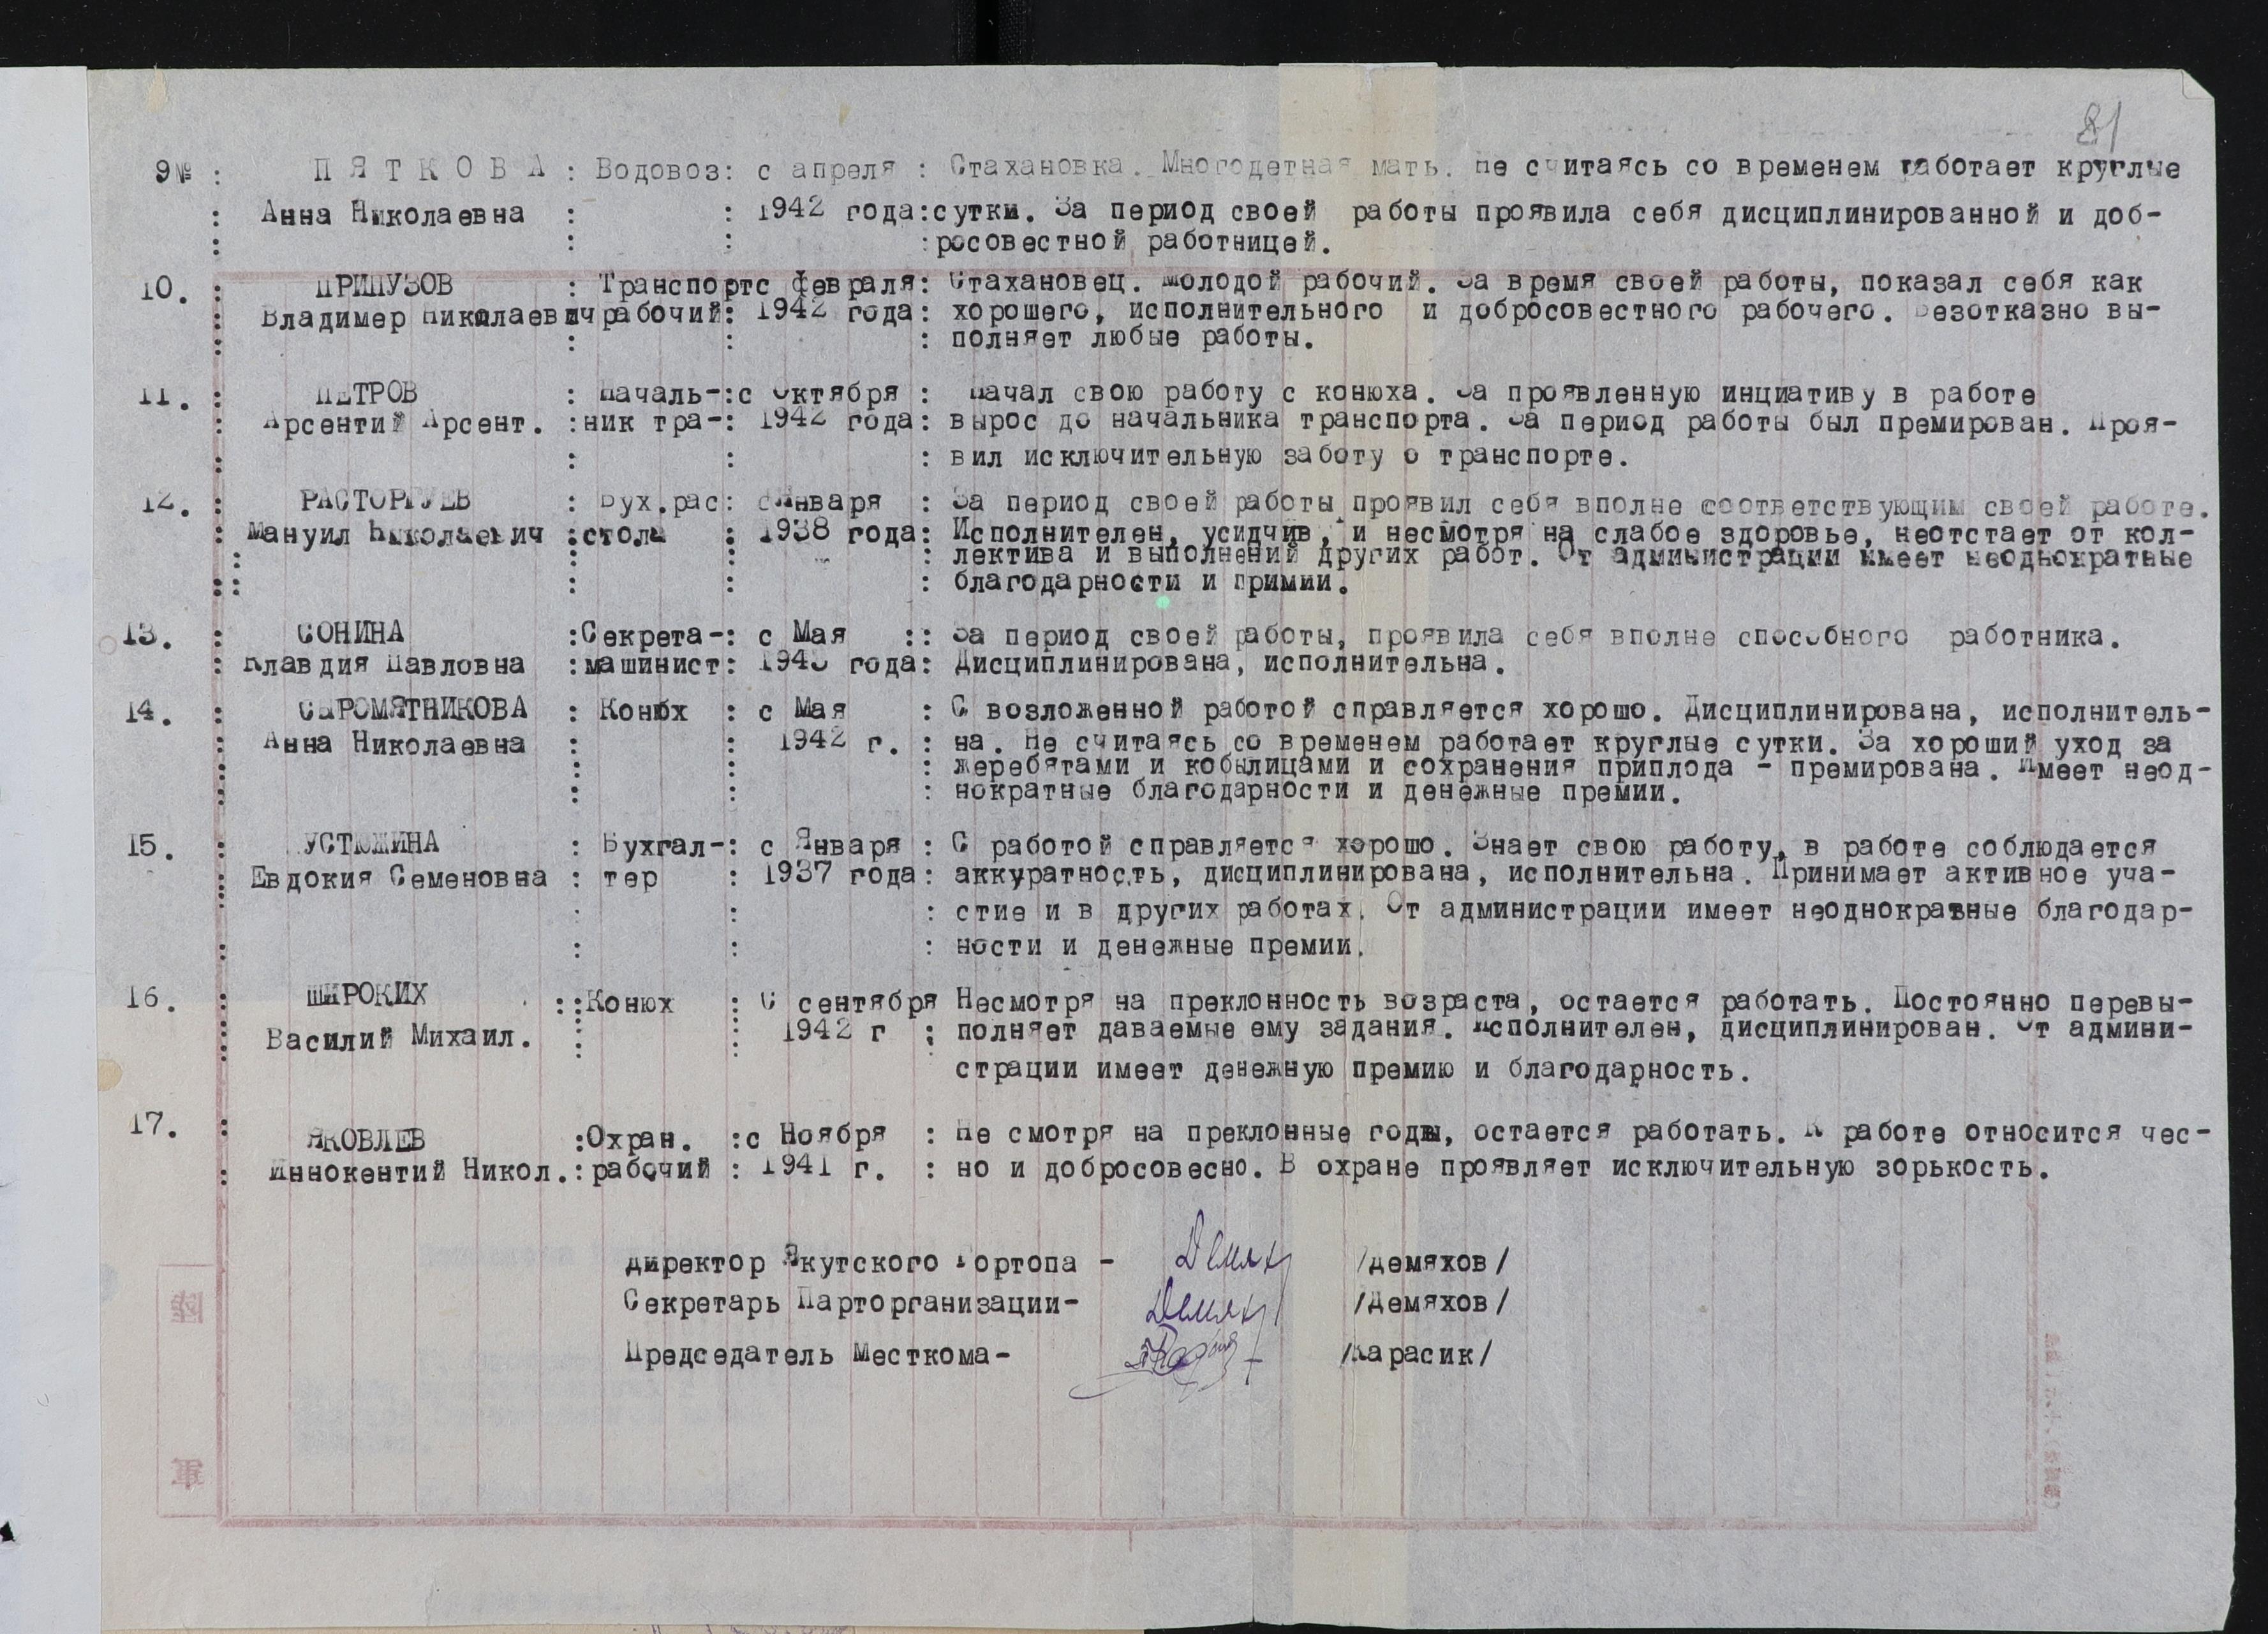 81
9№ : ПЯТКОВА : Водовоз: с апреля : Стахановка. Многодетная мать. Не считаясь со временем работает круглые
: Анна Николаевна : : 1942 года:сутки. За период своей работы проявила себя дисциплинированной и доб-
: : : :росовестной работницей.
10. : ПРИПУЗОВ : Транспортс февраля: Стахановец. Молодой рабочий. За время своей работы, показал себя как
: Владимер Николаевич рабочий: 1942 года: хорошего, исполнительного и добросовестного рабочего. Безотказно вы-
: : : : полняет любые работы.
11. : ПЕТРОВ : Началь-:с Октября : Начал свою работу с конюха. За проявленную инциативу в работе
: Арсентий Арсент. :ник тра-: 1942 года: вырос до начальника транспорта. За период работы был премирован. Проя-
: : : : вил исключительную заботу о транспорте.
12. : РАСТОРГУЕВ : Бух.рас: сЯнваря : За период своей работы проявил себя вполне соответствующим своей работе.
: Мануил Николаевич :стола : 1938 года: Исполнителен, усидчив, и несмотря на слабое здоровье, неотстает от кол-
: : : : лектива и выполнений других работ. От администрации имеет неоднократные
:: : : : благодарности и примии.
13. : СОНИНА :Секрета-: с Мая :: За период своей работы, проявила себя вполне способного работника.
: Клавдия Павловна :машинист: 1943 года: Дисциплинирована, исполнительна.
14. : СЫРОМЯТНИКОВА : Конюх : с Мая : С возложенной работой справляется хорошо. Дисциплинирована, исполнитель-
: Анна Николаевна : : 1942 г. : на. Не считаясь со временем работает круглые сутки. За хороший уход за
: : : : жеребятами и кобылицами и сохранения приплода - премирована. Имеет неод-
: : : : нократные благодарности и денежные премии.
15. : УСТЮЖИНА : Бухгал-: с Января : С работой справляется хорошо. Знает свою работу, в работе соблюдается
: Евдокия Семеновна : тер : 1937 года: аккуратность, дисциплинирована, исполнительна. Принимает активное уча-
: : : стие и в других работах. От администрации имеет неоднократные благодар-
: : : : ности и денежные премии.
16. : ШИРОКИХ ::Конюх : С сентября Несмотря на преклонность возраста, остается работать. Постоянно перевы-
: Василий Михаил. : : 1942 г : полняет даваемые ему задания. Исполнителен, дисциплинирован. От админи-
страции имеет денежную премию и благодарность.
17. : ЯКОВЛЕВ :Охран. :с Ноября : Не смотря на преклонные годы, остается работать. К работе относится чес-
: Иннокентий Никол.:рабочий : 1941 г. : но и добросовесно. В охране проявляет исключительную зорькость.
Директор Якутского Гортопа - Демях /Демяхов/
Секретарь Парторганизации- Демях /Демяхов/
Председатель Месткома- /Карасик/
陸
軍